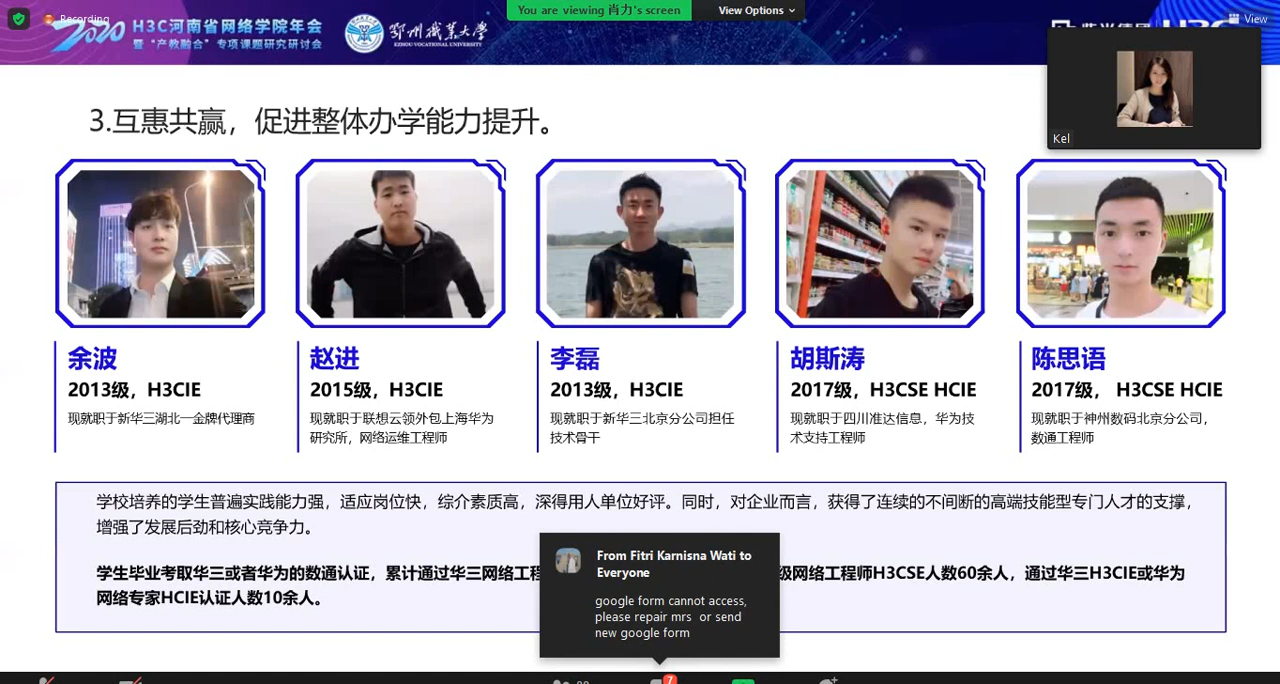 Recording
You are viewing 肖力's screen
View Options
View
2020 H3C河南省网络学院年会
暨“产教融合”专项课题研究研讨会
鄂州職業大學
EZHOU VOCATIONAL UNIVERSITY
Kel
3.互惠共赢，促进整体办学能力提升。
余波
2013级，H3CIE
现就职于新华三湖北一金牌代理商
赵进
2015级，H3CIE
现就职于联想云领外包上海华为
研究所，网络运维工程师
李磊
2013级，H3CIE
现就职于新华三北京分公司担任
技术骨干
胡斯涛
2017级，H3CSE HCIE
现就职于四川准达信息，华为技
术支持工程师
陈思语
2017级， H3CSE HCIE
现就职于神州数码北京分公司，
数通工程师
学校培养的学生普遍实践能力强，适应岗位快，综介素质高，深得用人单位好评。同时，对企业而言，获得了连续的不间断的高端技能型专门人才的支撑，
增强了发展后劲和核心竞争力。
学生毕业考取华三或者华为的数通认证，累计通过华三网络工程 级网络工程师H3CSE人数60余人，通过华三H3CIE或华为
网络专家HCIE认证人数10余人。
From Fitri Karnisna Wati to
Everyone
google form cannot access,
please repair mrs or send
new google form
7